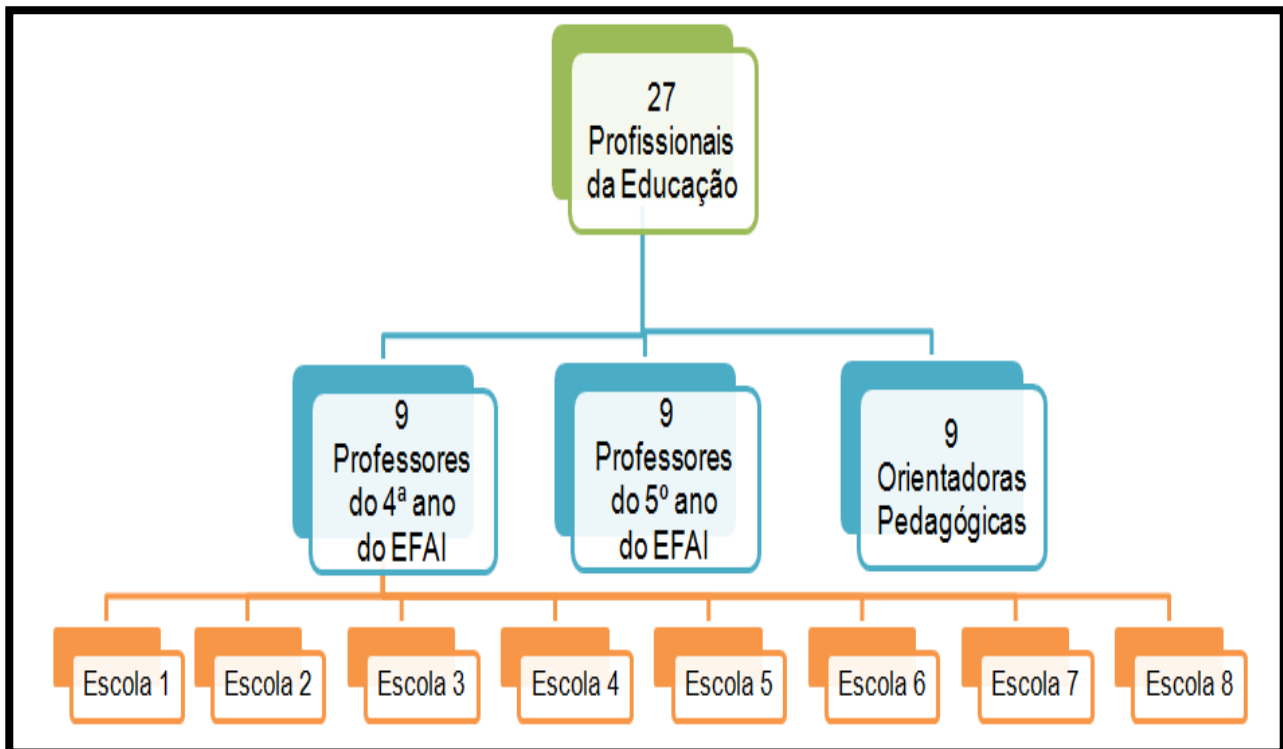 27
Profissionais
da Educação
9
Professores
do 4ª ano
do EFAI
9
Professores
do 5º ano
do EFAI
9
Orientadoras
Pedagógicas
Escola 1
Escola 2
Escola 3
Escola 4
Escola 5
Escola 6
Escola 7
Escola 8